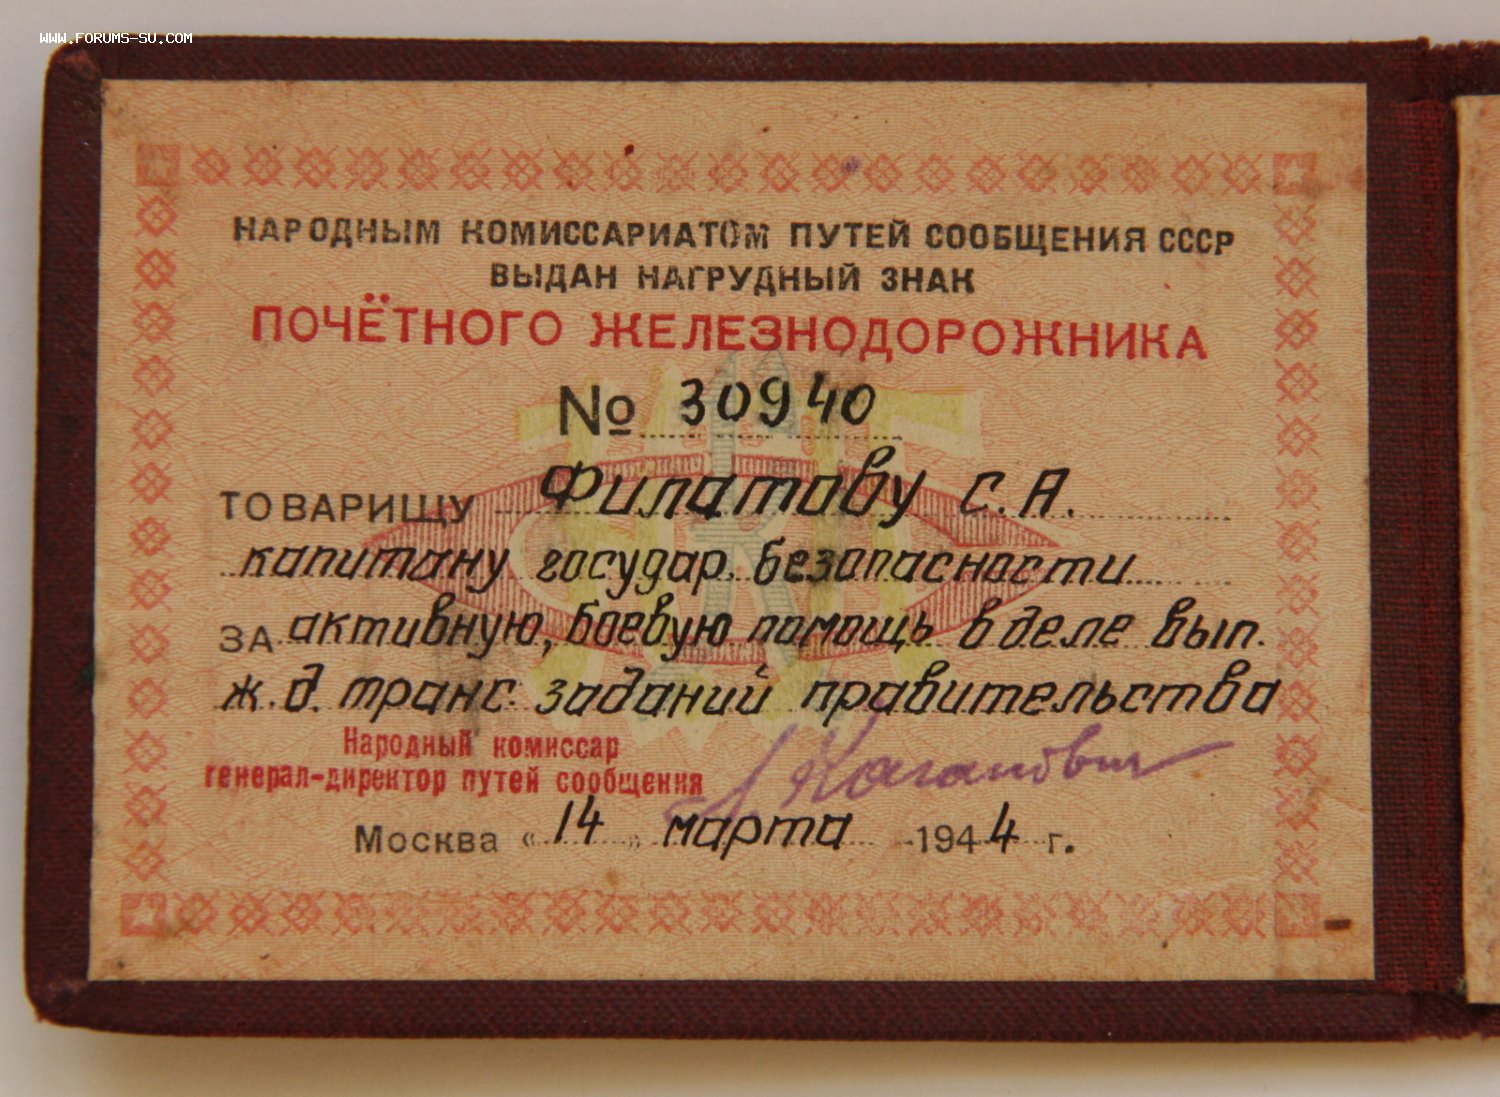 WWW.FORUMS-SU.COM
НАРОДНЫМ КОМИССАРИАТОМ ПУТЕЙ СООБЩЕНИЯ СССР
ВЫДАН НАГРУДНЫЙ ЗНАК
ПОЧЁТНОГО ЖЕЛЕЗНОДОРОЖНИКА
№ 30940
ТОВАРИЩУ Филатову С.А.
капитану государ. безопасности
ЗА активную, боевую помощь в деле вып.
ж.д. транс. заданий правительства
Народный комиссар
генерал-директор путей сообщения Л Каганович
Москва "14" марта 1944 г.